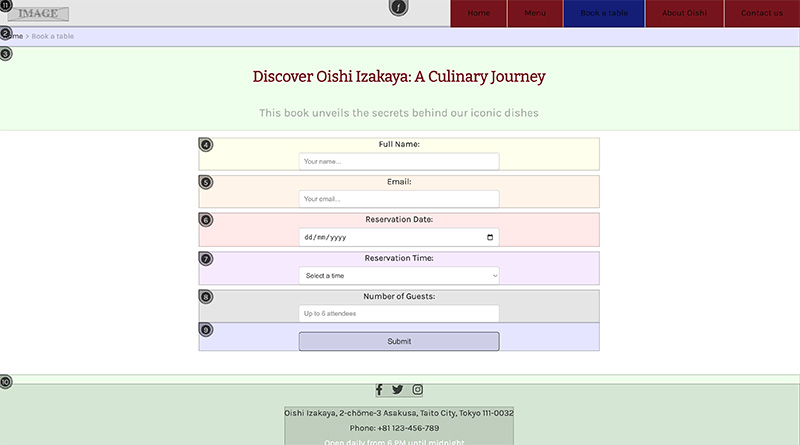 11
IMAGE
f
Home
Menu
Book a table
About Oishi
Contact us
2
> Book a table
3
Discover Oishi Izakaya: A Culinary Journey
This book unveils the secrets behind our iconic dishes
4
Full Name:
Your name...
5
Email:
Your email...
6
Reservation Date:
dd/mm/yyyy
7
Reservation Time:
Select a time
8
Number of Guests:
Up to 5 attendees
9
Submit
10
Oishi Izakaya, 2-chōme-3 Asakusa, Taito City, Tokyo 111-0032
Phone: +81 123-456-789
Open daily from 6 PM until midnight